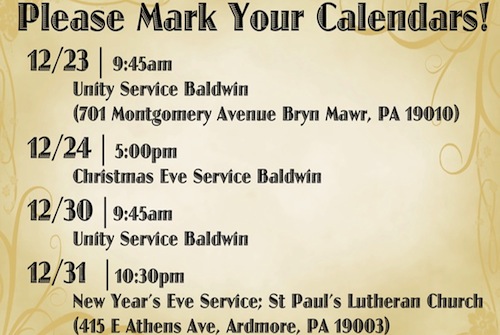 Please Mark Your Calendars!
12/23 | 9:45am
Unity Service Baldwin
(701 Montgomery Avenue Bryn Mawr, PA 19010)
12/24 | 5:00pm
Christmas Eve Service Baldwin
12/30 | 9:45am
Unity Service Baldwin
12/31 | 10:30pm
New Year's Eve Service; St Paul's Lutheran Church
(415 E Athens Ave, Ardmore, PA 19003)